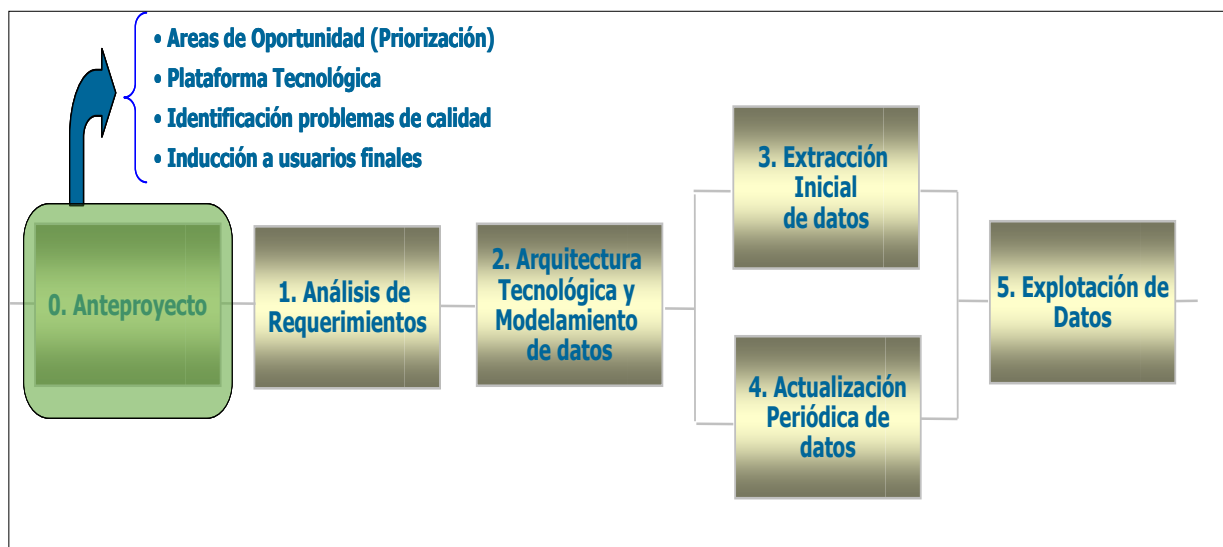 • Areas de Oportunidad (Priorización)
• Plataforma Tecnológica
• Identificación problemas de calidad
• Inducción a usuarios finales
0. Anteproyecto
1. Análisis de
Requerimientos
2. Arquitectura
Tecnológica y
Modelamiento
de datos
3. Extracción
Inicial
de datos
4. Actualización
Periódica de
datos
5. Explotación de
Datos